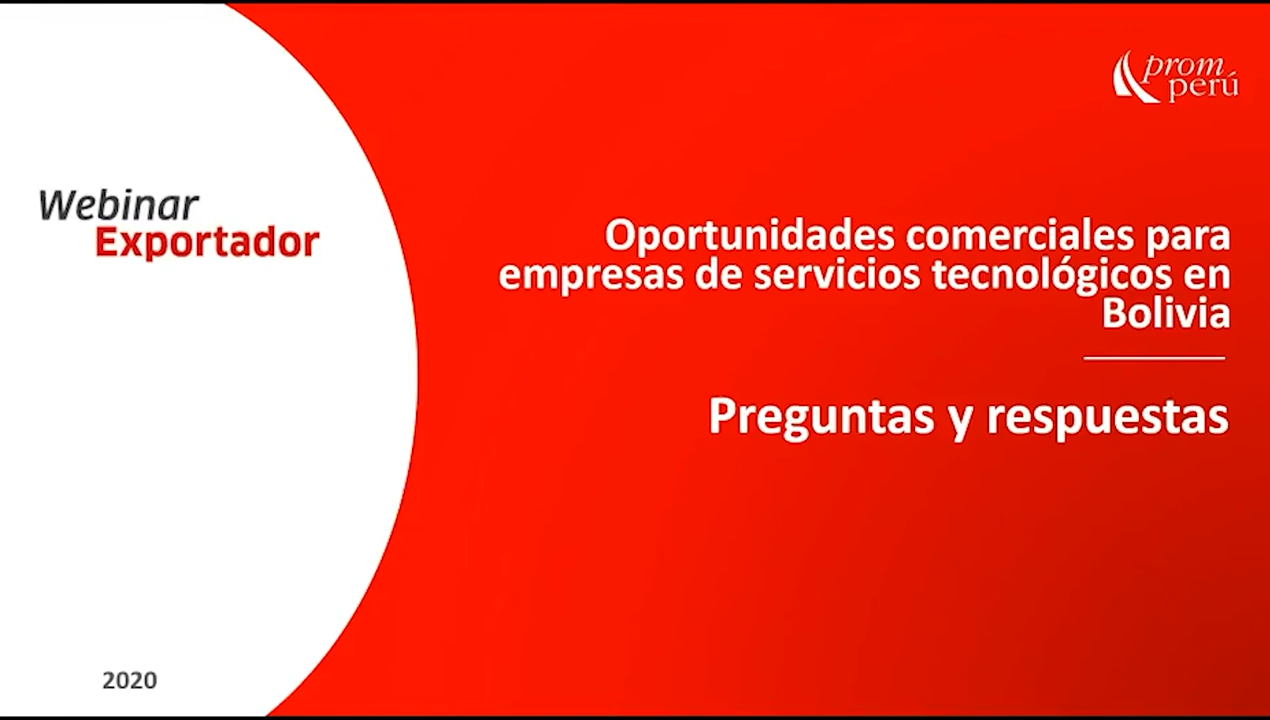 prom
perú
Webinar
Exportador
Oportunidades comerciales para
empresas de servicios tecnológicos en
Bolivia
Preguntas y respuestas
2020